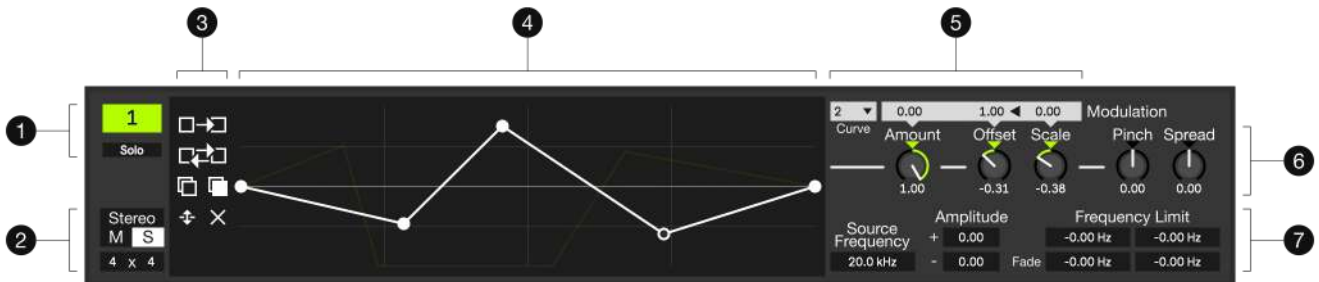 3
4
5
1
Solo
1
2 ▼
0.00
1.00 ◀
0.00
Modulation
Curve
Amount
Offset
Scale
Pinch
Spread
1.00
-0.31
-0.38
0.00
0.00
6
2
Stereo
M S
4 x 4
Source
Frequency
20.0 kHz
Amplitude
+ 0.00
- 0.00
Frequency Limit
-0.00 Hz
-0.00 Hz
Fade
-0.00 Hz
-0.00 Hz
7